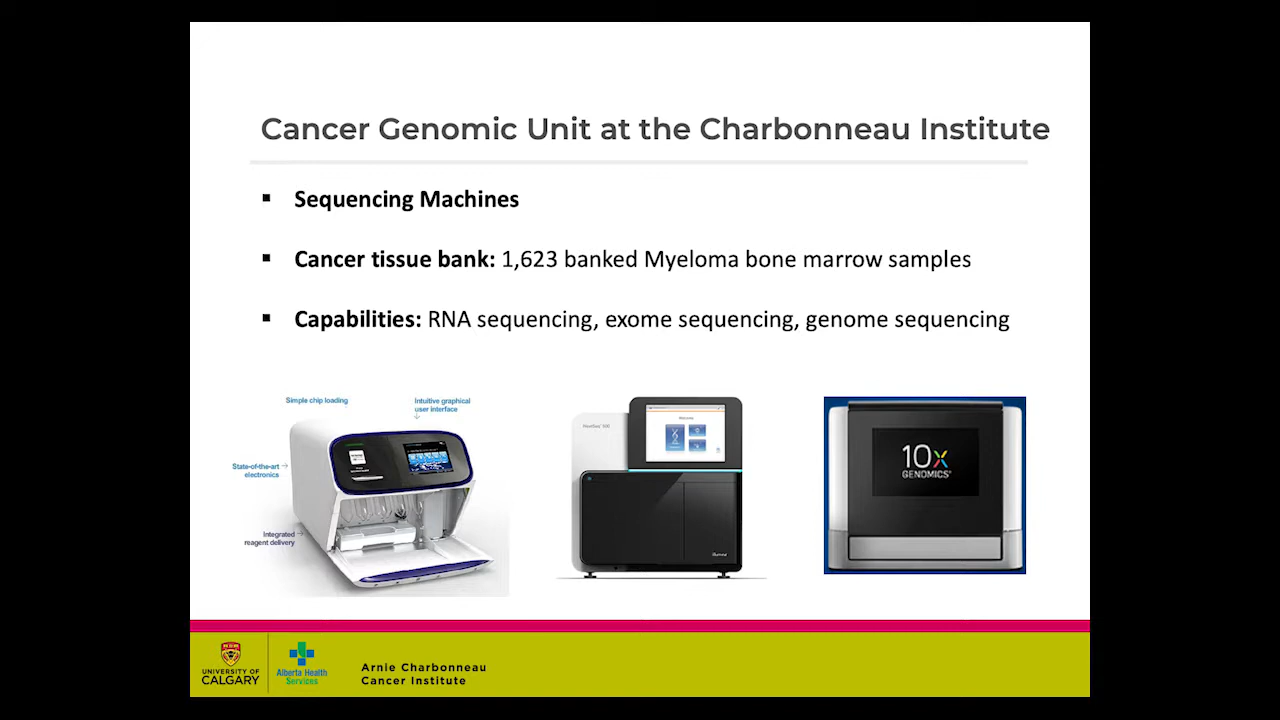 Cancer Genomic Unit at the Charbonneau Institute
▪ Sequencing Machines
▪ Cancer tissue bank: 1,623 banked Myeloma bone marrow samples
▪ Capabilities: RNA sequencing, exome sequencing, genome sequencing
Simple chip loading
Intuitive graphical
user interface
State-of-the-art
electronics
Integrated
reagent delivery
Welcome
10X
GENOMICS
UNIVERSITY OF
CALGARY
Alberta Health
Services
Arnie Charbonneau
Cancer Institute